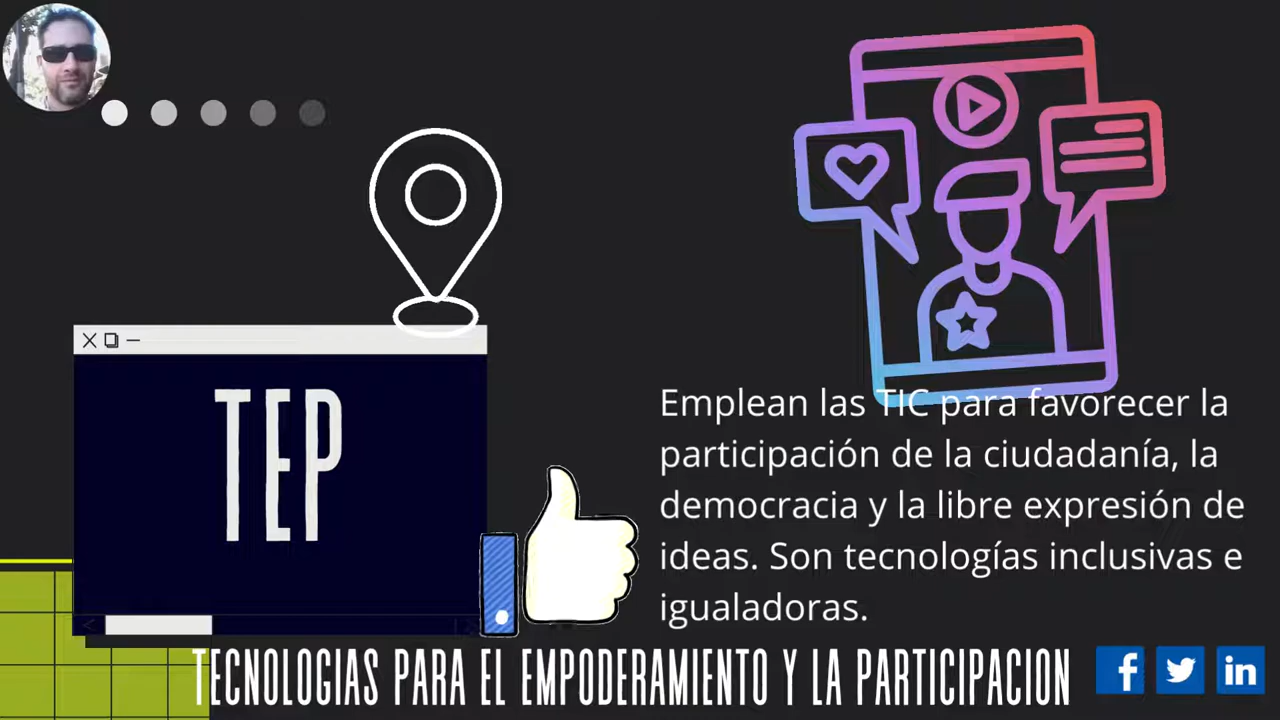 TEP
Emplean las TIC para favorecer la
participación de la ciudadanía, la
democracia y la libre expresión de
ideas. Son tecnologías inclusivas e
igualadoras.
TECNOLOGIAS PARA EL EMPODERAMIENTO Y LA PARTICIPACION